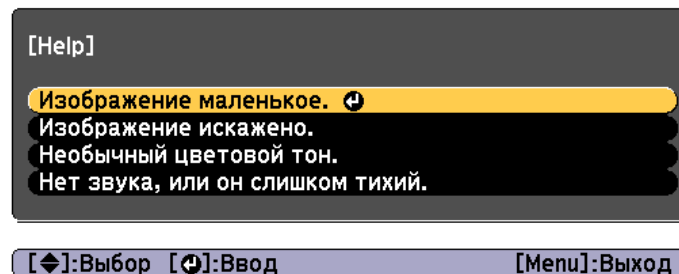 [Help]
Изображение маленькое.
Изображение искажено.
Необычный цветовой тон.
Нет звука, или он слишком тихий.
[◆]:Выбор [⏎]:Ввод [Menu]:Выход